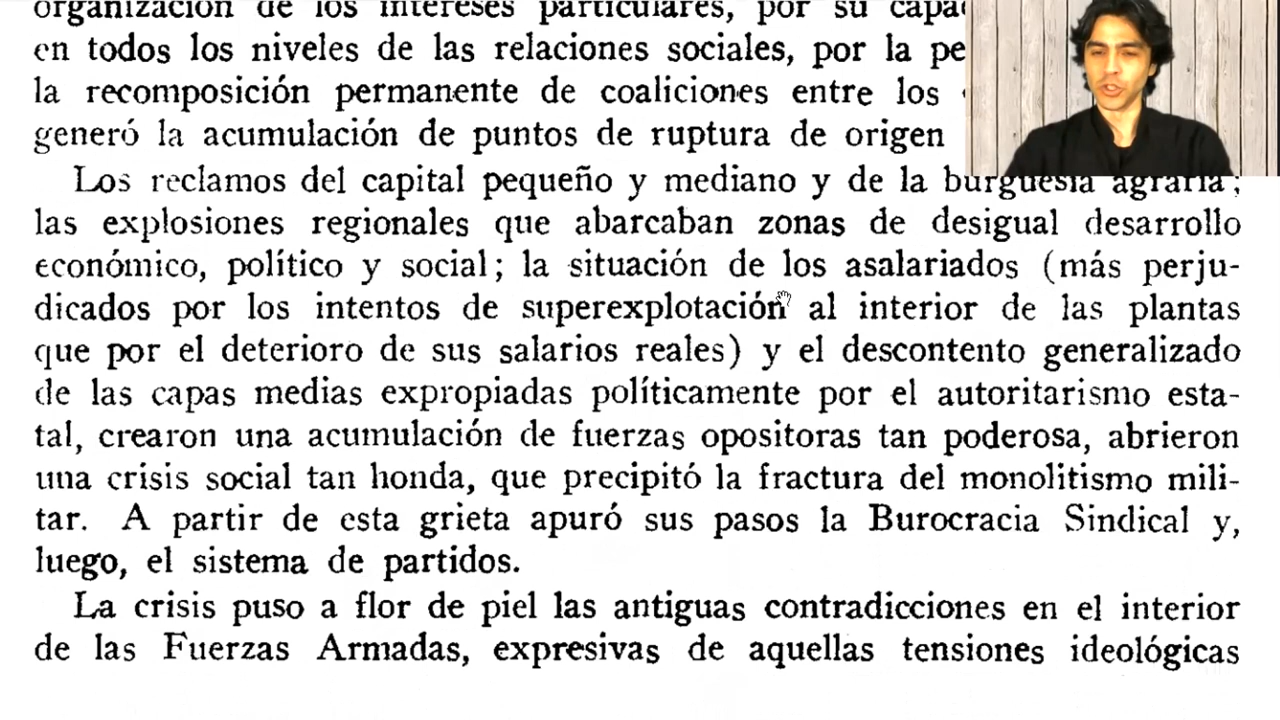 organización de los intereses particulares, por su
en todos los niveles de las relaciones sociales, por la
la recomposición permanente de coaliciones entre los
generó la acumulación de puntos de ruptura de origen
Los reclamos del capital pequeño y mediano y de la burguesía agraria;
las explosiones regionales que abarcaban zonas de desigual desarrollo
económico, político y social; la situación de los asalariados (más perju-
dicados por los intentos de superexplotación al interior de las plantas
que por el deterioro de sus salarios reales) y el descontento generalizado
de las capas medias expropiadas políticamente por el autoritarismo esta-
tal, crearon una acumulación de fuerzas opositoras tan poderosa, abrieron
una crisis social tan honda, que precipitó la fractura del monolitismo mili-
tar. A partir de esta grieta apuró sus pasos la Burocracia Sindical y,
luego, el sistema de partidos.
La crisis puso a flor de piel las antiguas contradicciones en el interior
de las Fuerzas Armadas, expresivas de aquellas tensiones ideológicas